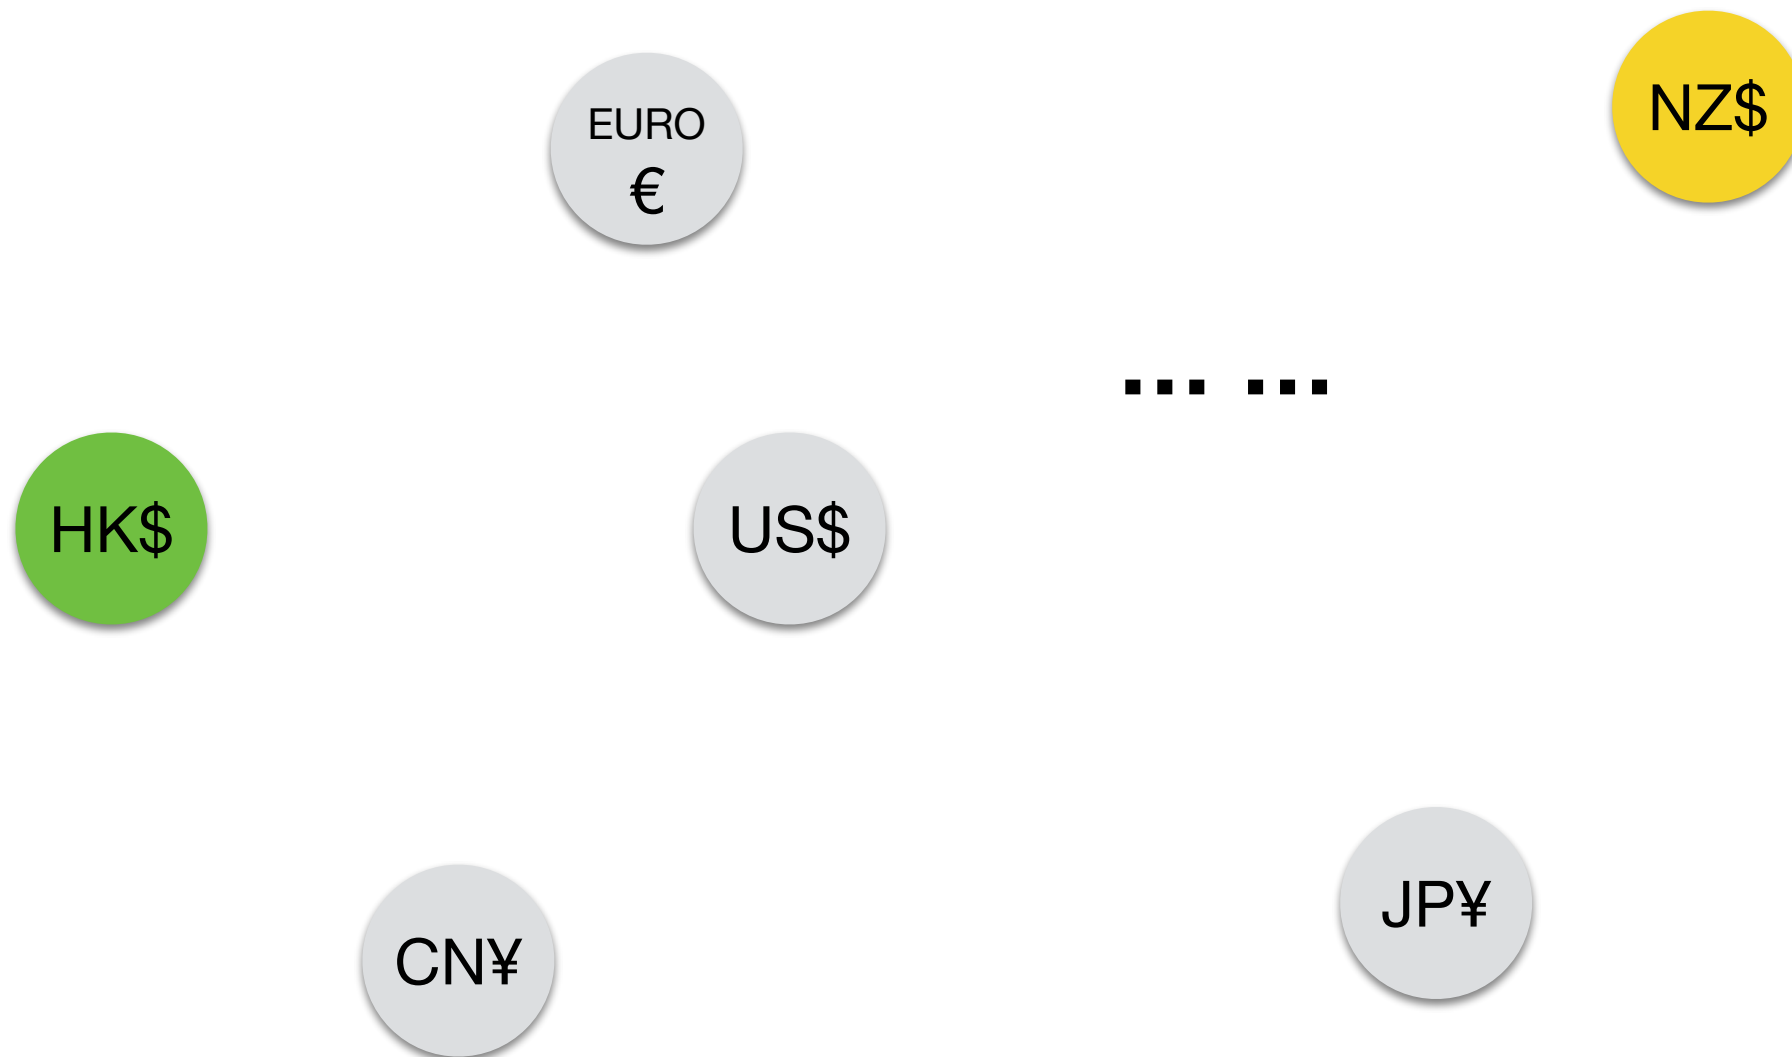 NZ$
EURO
€
... ...
HK$
US$
JP¥
CN¥